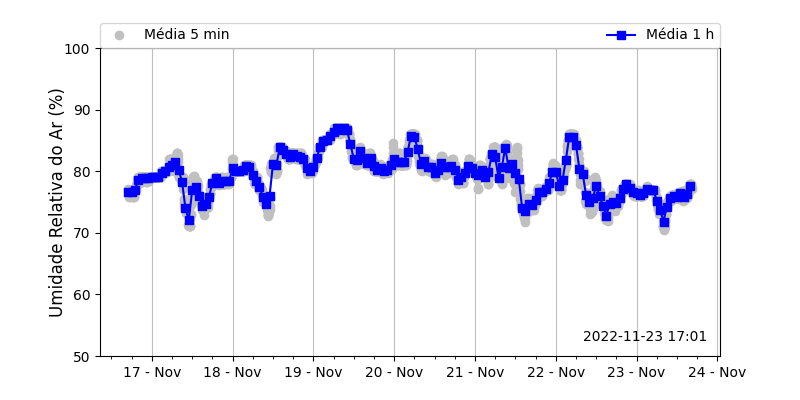 Média 5 min
Média 1 h
Umidade Relativa do Ar (%)
100
90
80
70
60
50
2022-11-23 17:01
17 - Nov
18 - Nov
19 - Nov
20 - Nov
21 - Nov
22 - Nov
23 - Nov
24 - Nov